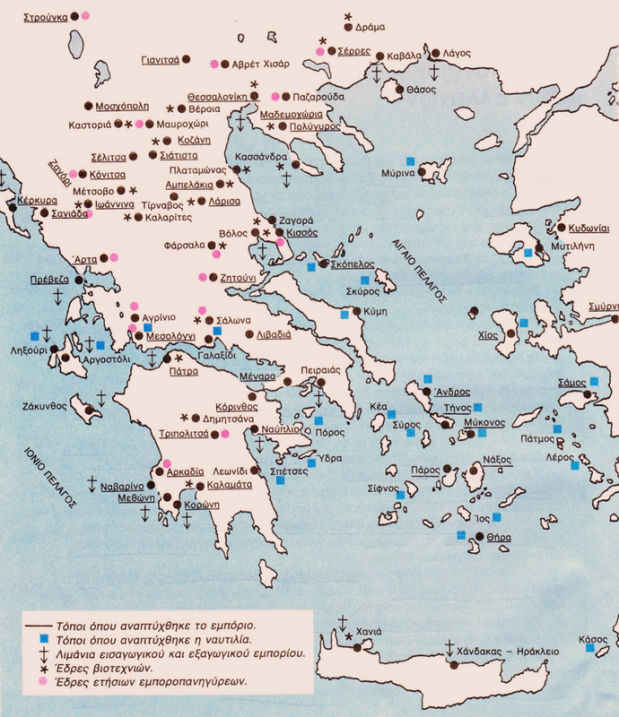 Στρούγκα
Δράμα
Γιανιτσά
Αβρέτ Χισάρ
Σέρρες
Καβάλα
Λάγος
Θεσσαλονίκη
Παζαρούδα
Θάσος
Μοσχόπολη
Βέροια
Μαδεμοχώρια
Καστοριά
Μαυροχώρι
Πολύγυρος
Κοζάνη
Σέλιτσα
Σιάτιστα
Κασσάνδρα
Ζαγόρι
Κόνιτσα
Πλαταμώνας
Μύρινα
Μέτσοβο
Αμπελάκια
Κέρκυρα
Ιωάννινα
Τίρναβος
Λάρισα
Σαγιάδα
Καλαρίτες
Ζαγορά
Κυδωνίαι
Βόλος
Κισσός
Μυτιλήνη
Φάρσαλα
ΑΙΓΑΙΟ ΠΕΛΑΓΟΣ
Άρτα
Σκόπελος
Πρέβεζα
Ζητούνι
Σκύρος
Κύμη
Σμύρνη
Αγρίνιο
Σάλωνα
Χίος
Μεσολόγγι
Λιβαδιά
Ληξούρι
Αργοστόλι
Γαλαξίδι
Πάτρα
Μέγαρα
Πειραιάς
Σάμος
Άνδρος
Ζάκυνθος
Κόρινθος
Κέα
Τήνος
Δημητσάνα
Ναύπλιο
Πόρος
Σύρος
Μύκονος
Τριπολιτσά
Πάτμος
ΙΟΝΙΟ ΠΕΛΑΓΟΣ
Ύδρα
Λέρος
Αρκαδία
Λεωνίδι
Σπέτσες
Πάρος
Νάξος
Ναβαρίνο
Καλαμάτα
Μεθώνη
Σίφνος
Κορώνη
Ίος
Θήρα
Χανιά
Κάσος
Χάνδακας – Ηράκλειο
Τόποι όπου αναπτύχθηκε το εμπόριο.
Τόποι όπου αναπτύχθηκε η ναυτιλία.
Λιμάνια εισαγωγικού και εξαγωγικού εμπορίου.
Έδρες βιοτεχνιών.
Έδρες ετήσιων εμποροπανηγύρεων.